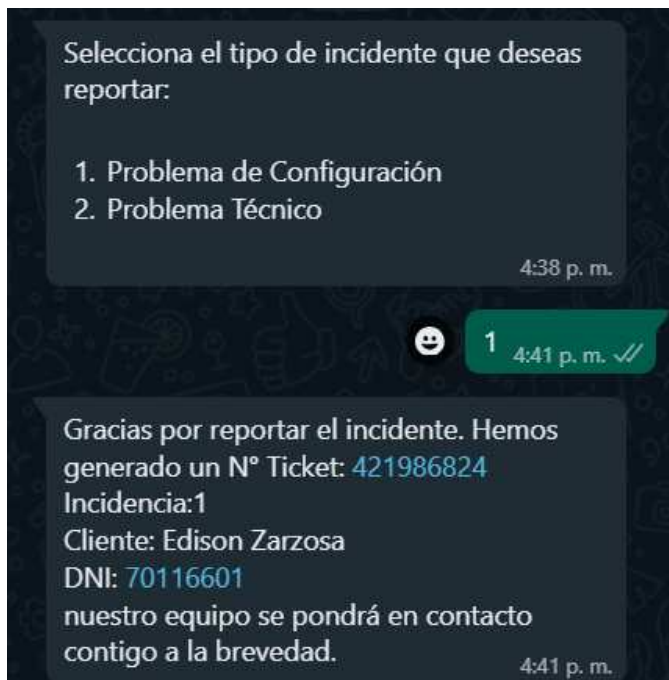 Selecciona el tipo de incidente que deseas
reportar:
1. Problema de Configuración
2. Problema Técnico
4:38 p. m.
1
4:41 p. m.
Gracias por reportar el incidente. Hemos
generado un N° Ticket: 421986824
Incidencia:1
Cliente: Edison Zarzosa
DNI: 70116601
nuestro equipo se pondrá en contacto
contigo a la brevedad.
4:41 p. m.